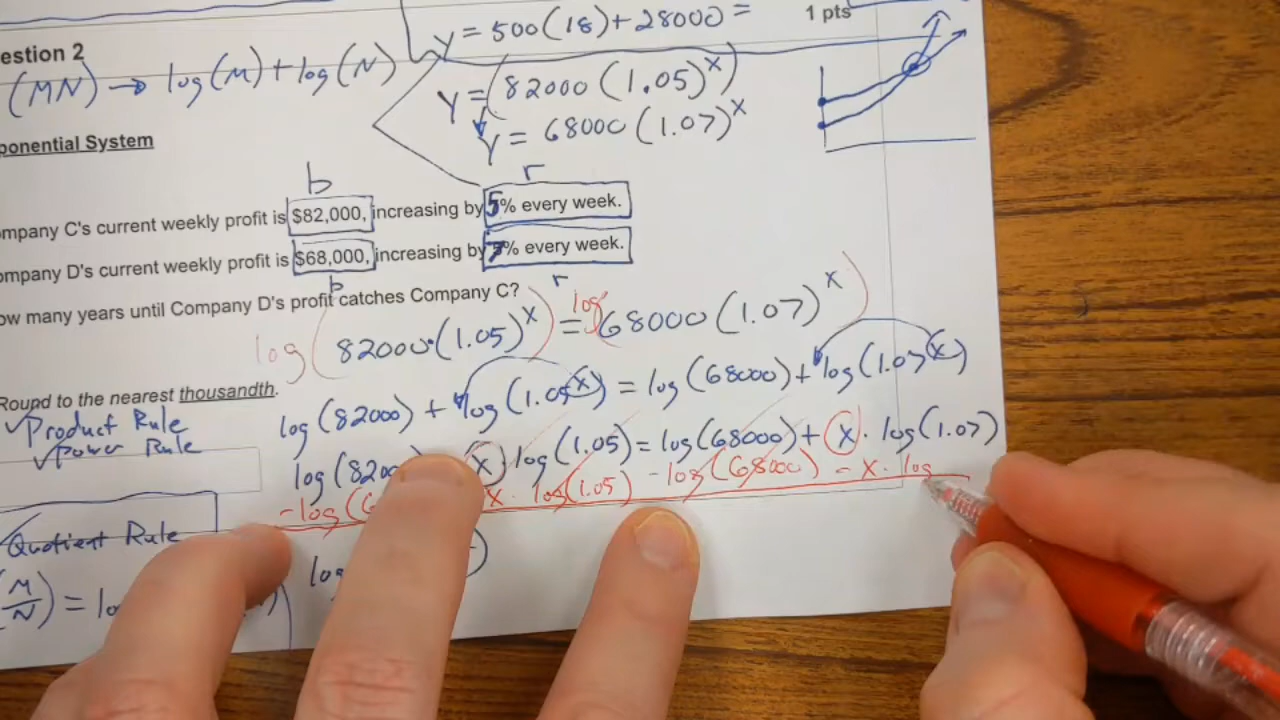 y = 500(18) + 28000 =
1 pts
estion 2
(MN) → log(M) + log(N)
y = (82000 (1.05)^x)
y = 68000 (1.07)^x
ponential System
b
r
ompany C's current weekly profit is $82,000, increasing by 5% every week.
ompany D's current weekly profit is $68,000, increasing by 7% every week.
b
r
ow many years until Company D's profit catches Company C?
log(82000·(1.05)^x) = log(68000(1.07)^x)
Round to the nearest thousandth.
log(82000) + log(1.05^x) = log(68000) + log(1.07^x)
✓Product Rule
✓Power Rule
x · log(1.05) = log(68000) + x · log(1.07)
-log( x · log(1.05) -log(68000) - x · log
Quotient Rule
log
(M/N) =